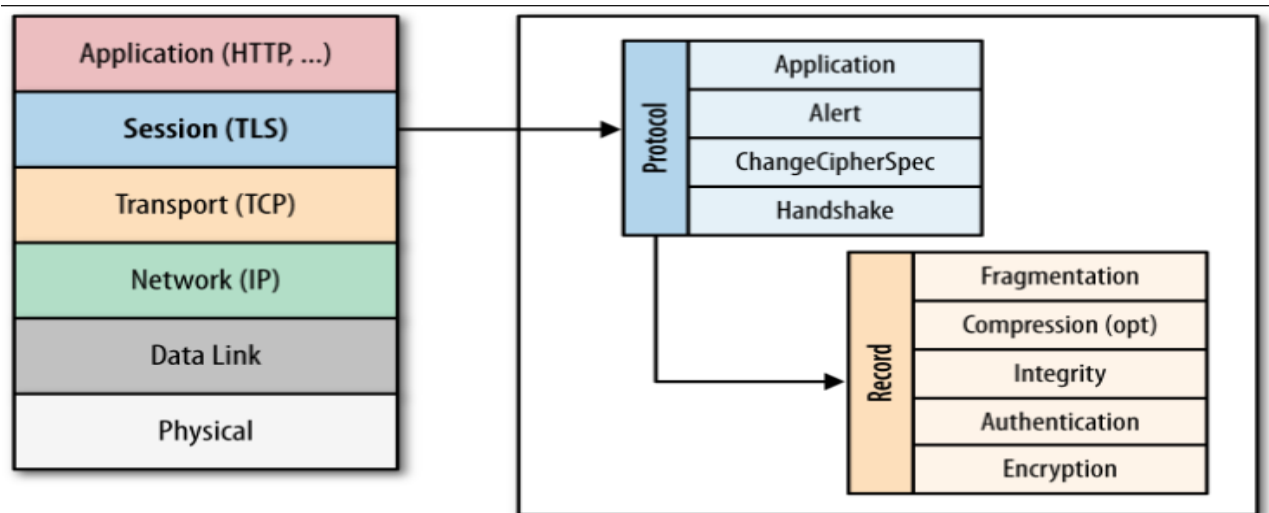 Application (HTTP, ...)
Session (TLS)
Transport (TCP)
Network (IP)
Data Link
Physical
Protocol
Application
Alert
ChangeCipherSpec
Handshake
Record
Fragmentation
Compression (opt)
Integrity
Authentication
Encryption